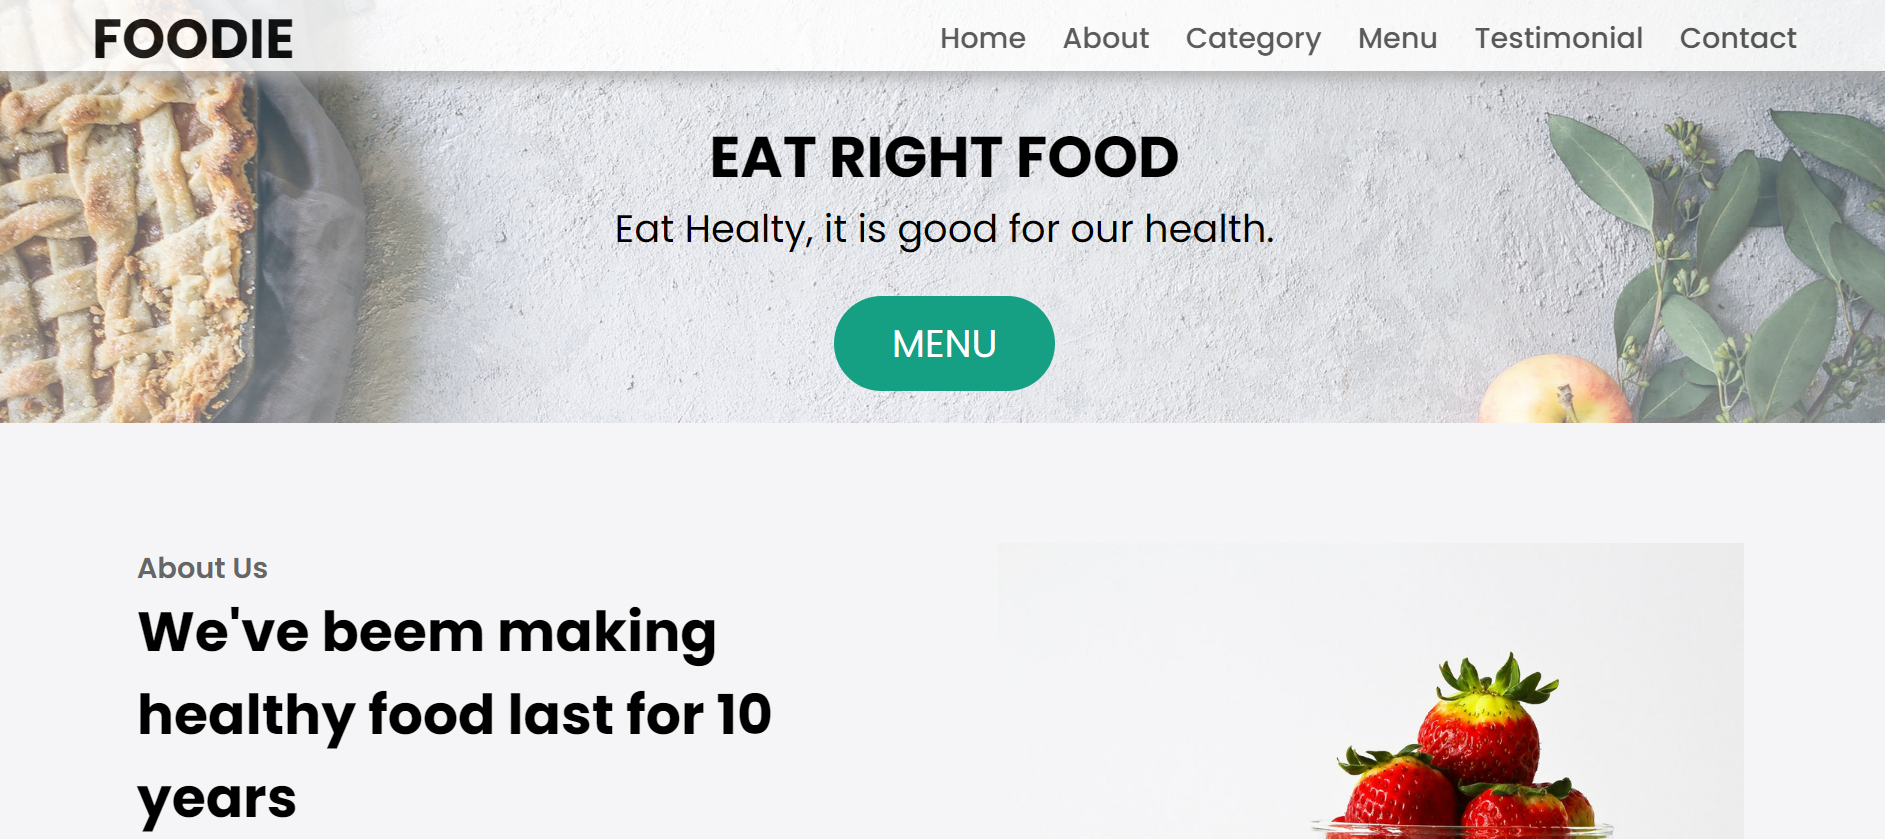 FOODIE
Home About Category Menu Testimonial Contact
EAT RIGHT FOOD
Eat Healty, it is good for our health.
MENU
About Us
We've beem making
healthy food last for 10
years